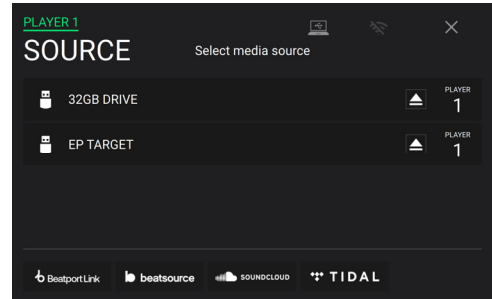 PLAYER 1
SOURCE
Select media source
32GB DRIVE
PLAYER
1
EP TARGET
PLAYER
1
Beatport Link
beatsource
SOUNDCLOUD
TIDAL